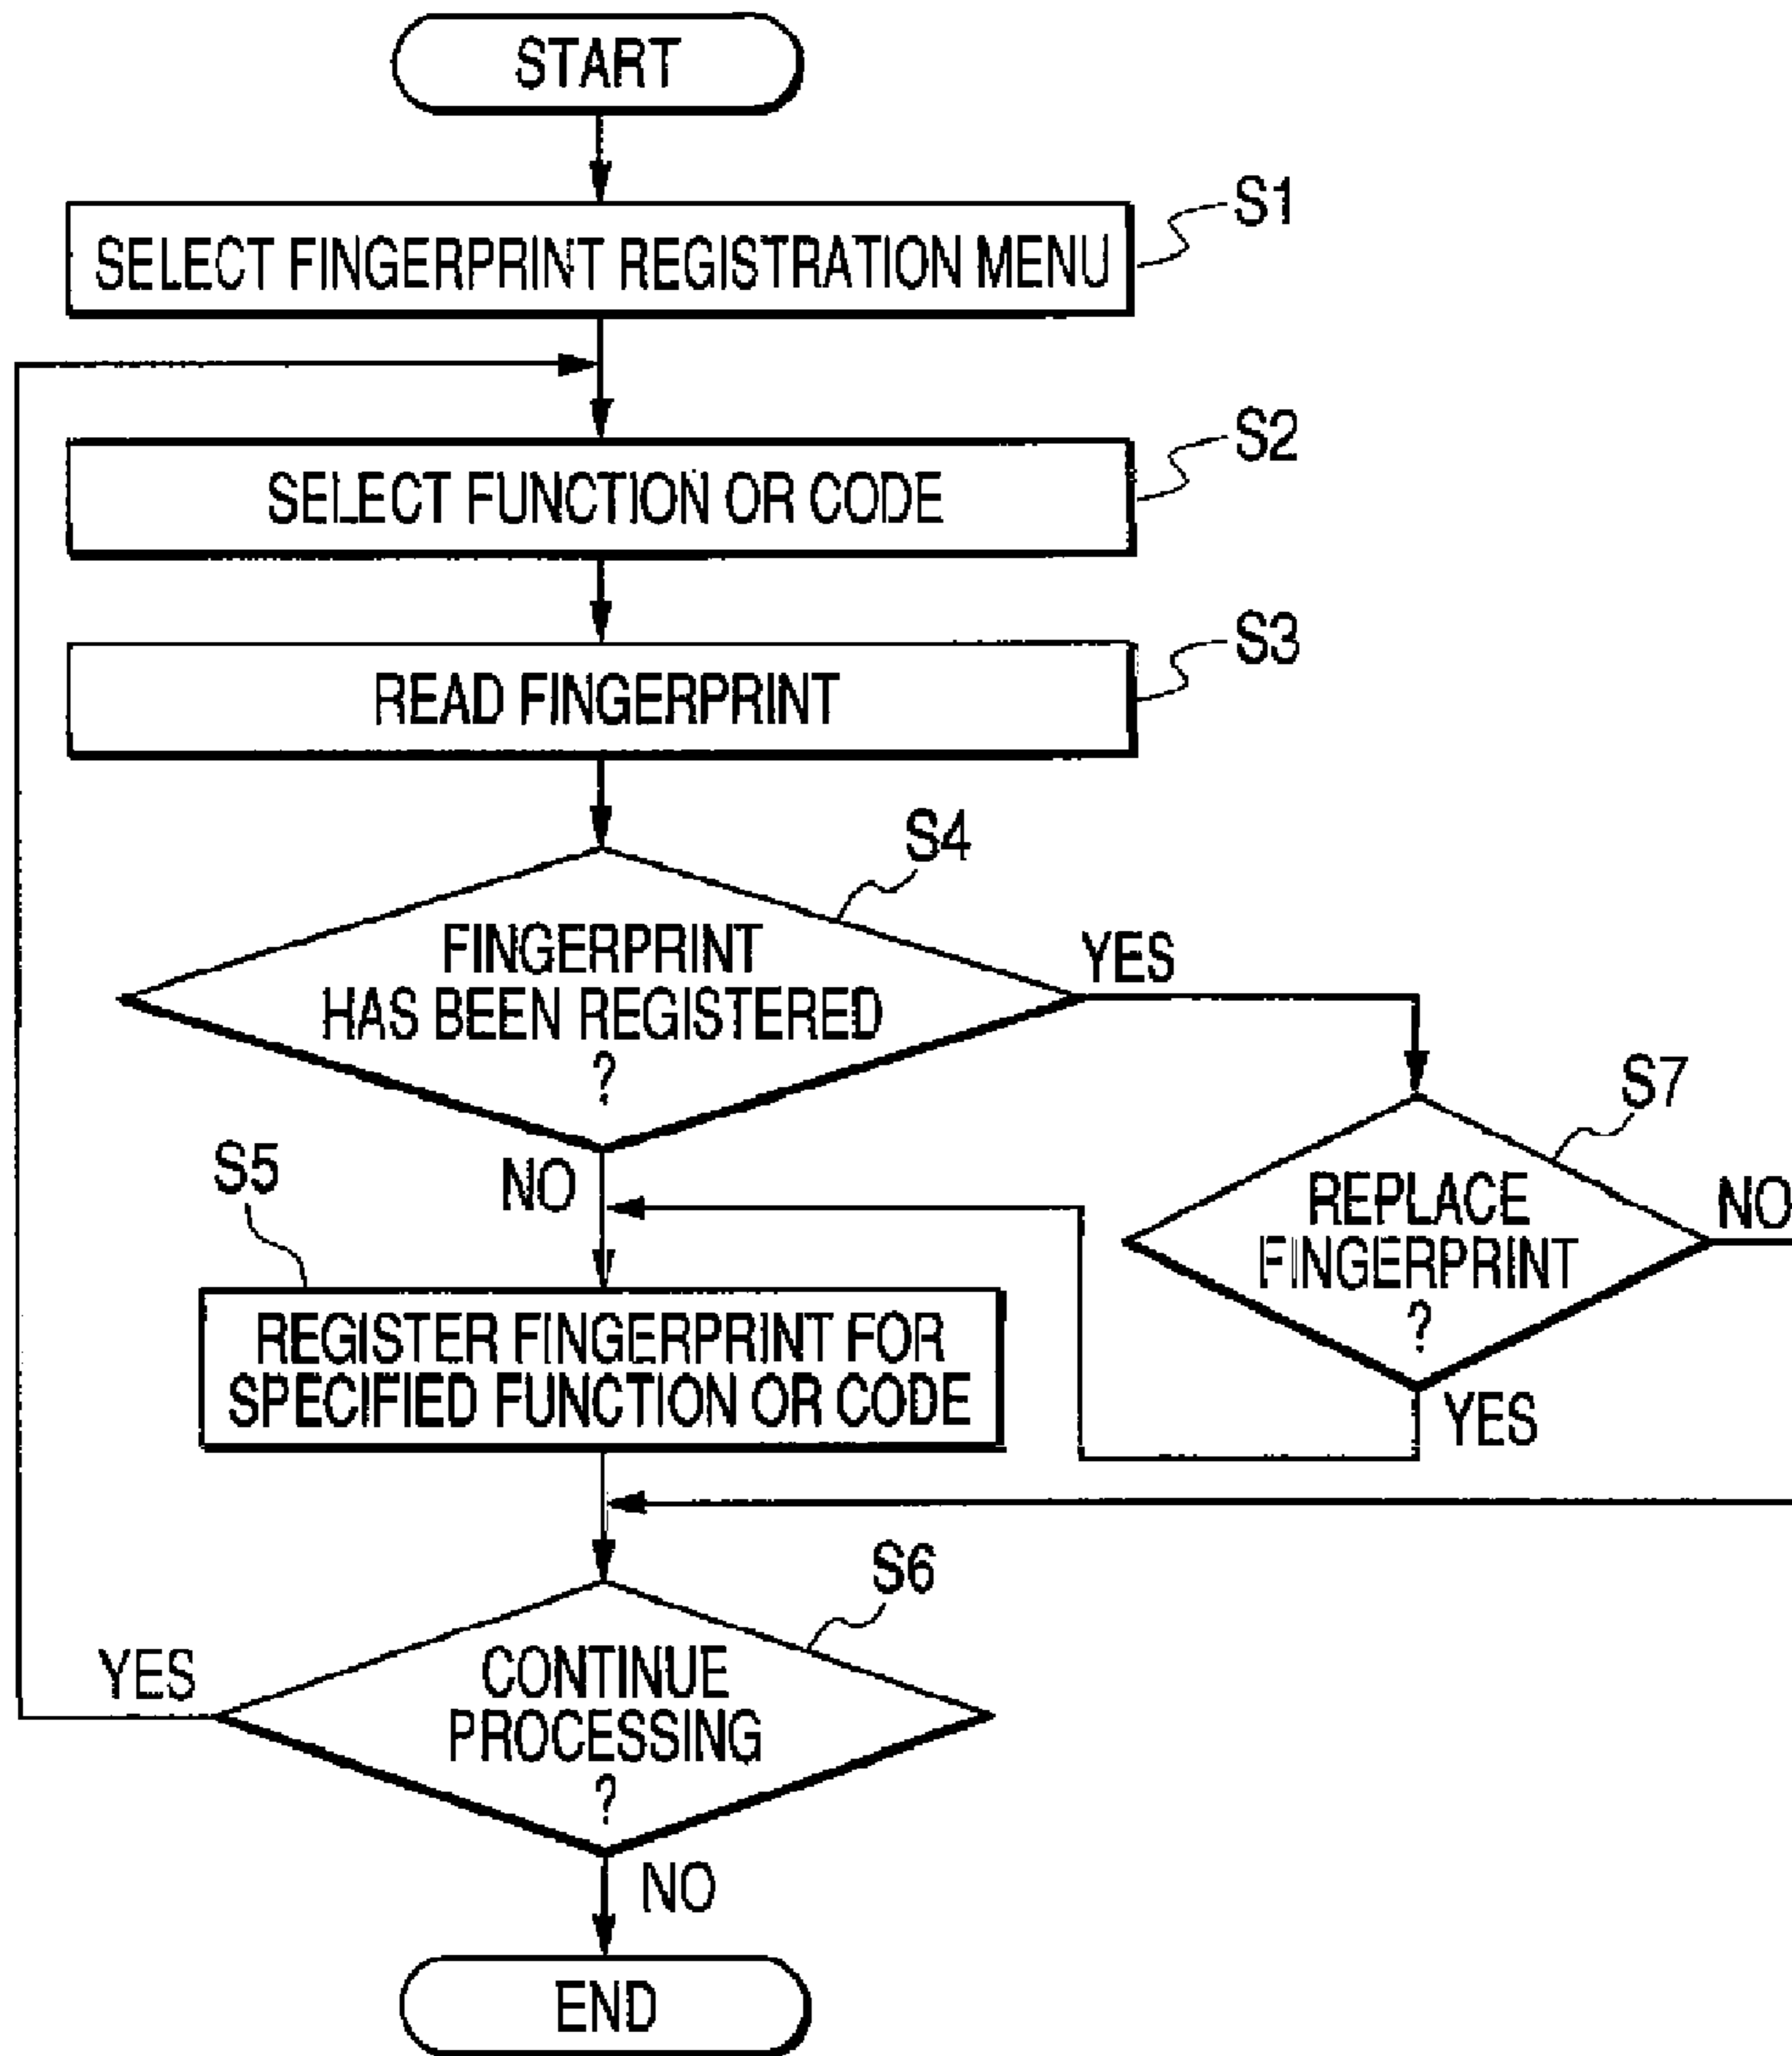 START
S1
SELECT FINGERPRINT REGISTRATION MENU
S2
SELECT FUNCTION OR CODE
S3
READ FINGERPRINT
S4
FINGERPRINT
HAS BEEN REGISTERED
?
YES
S7
REPLACE
FINGERPRINT
?
NO
YES
NO
S5
REGISTER FINGERPRINT FOR
SPECIFIED FUNCTION OR CODE
S6
CONTINUE
PROCESSING
?
YES
NO
END